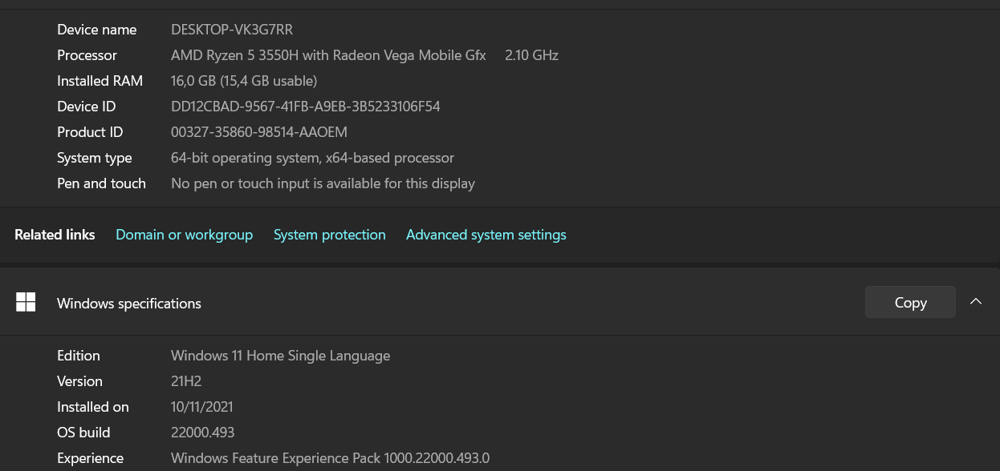 Device name DESKTOP-VK3G7RR
Processor AMD Ryzen 5 3550H with Radeon Vega Mobile Gfx 2.10 GHz
Installed RAM 16,0 GB (15,4 GB usable)
Device ID DD12CBAD-9567-41FB-A9EB-3B5233106F54
Product ID 00327-35860-98514-AAOEM
System type 64-bit operating system, x64-based processor
Pen and touch No pen or touch input is available for this display
Related links Domain or workgroup System protection Advanced system settings
Windows specifications Copy
Edition Windows 11 Home Single Language
Version 21H2
Installed on 10/11/2021
OS build 22000.493
Experience Windows Feature Experience Pack 1000.22000.493.0